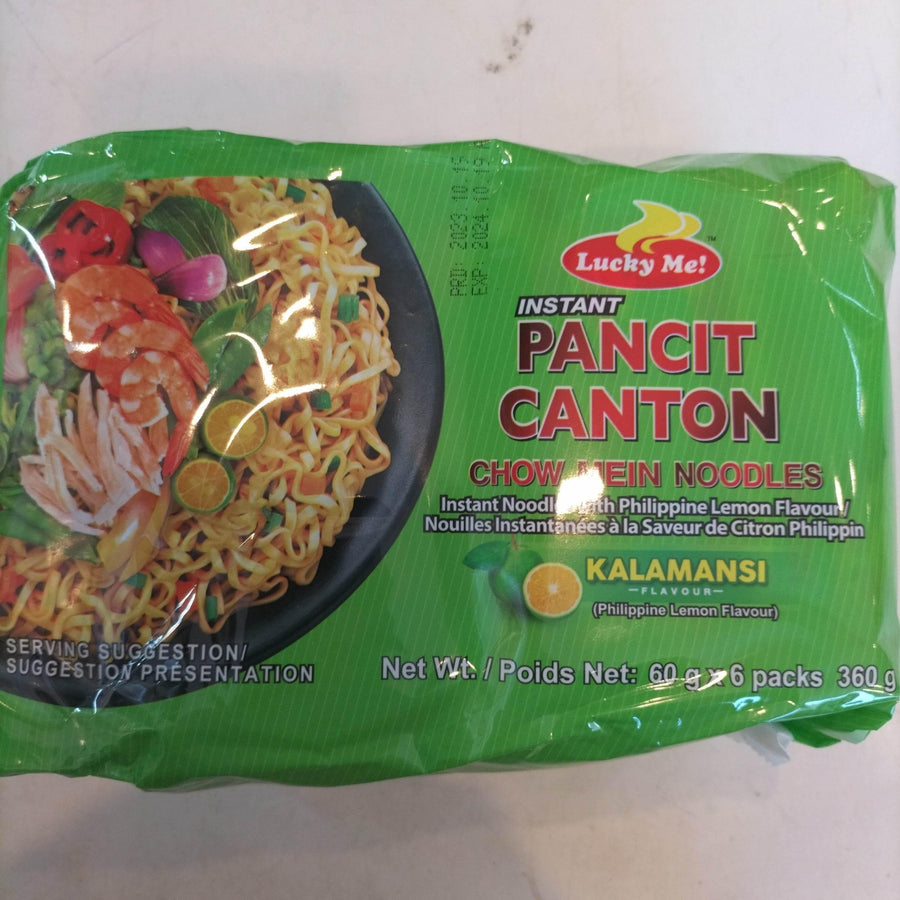 PRD: 2023. 10. 15
EXP: 2024. 10. 19 A
Lucky Me!
TM
INSTANT
PANCIT
CANTON
CHOW MEIN NOODLES
Instant Noodles with Philippine Lemon Flavour/
Nouilles Instantanées à la Saveur de Citron Philippin
KALAMANSI
FLAVOUR
(Philippine Lemon Flavour)
SERVING SUGGESTION/
SUGGESTION PRÉSENTATION
Net Wt. / Poids Net: 60 g x 6 packs 360 g